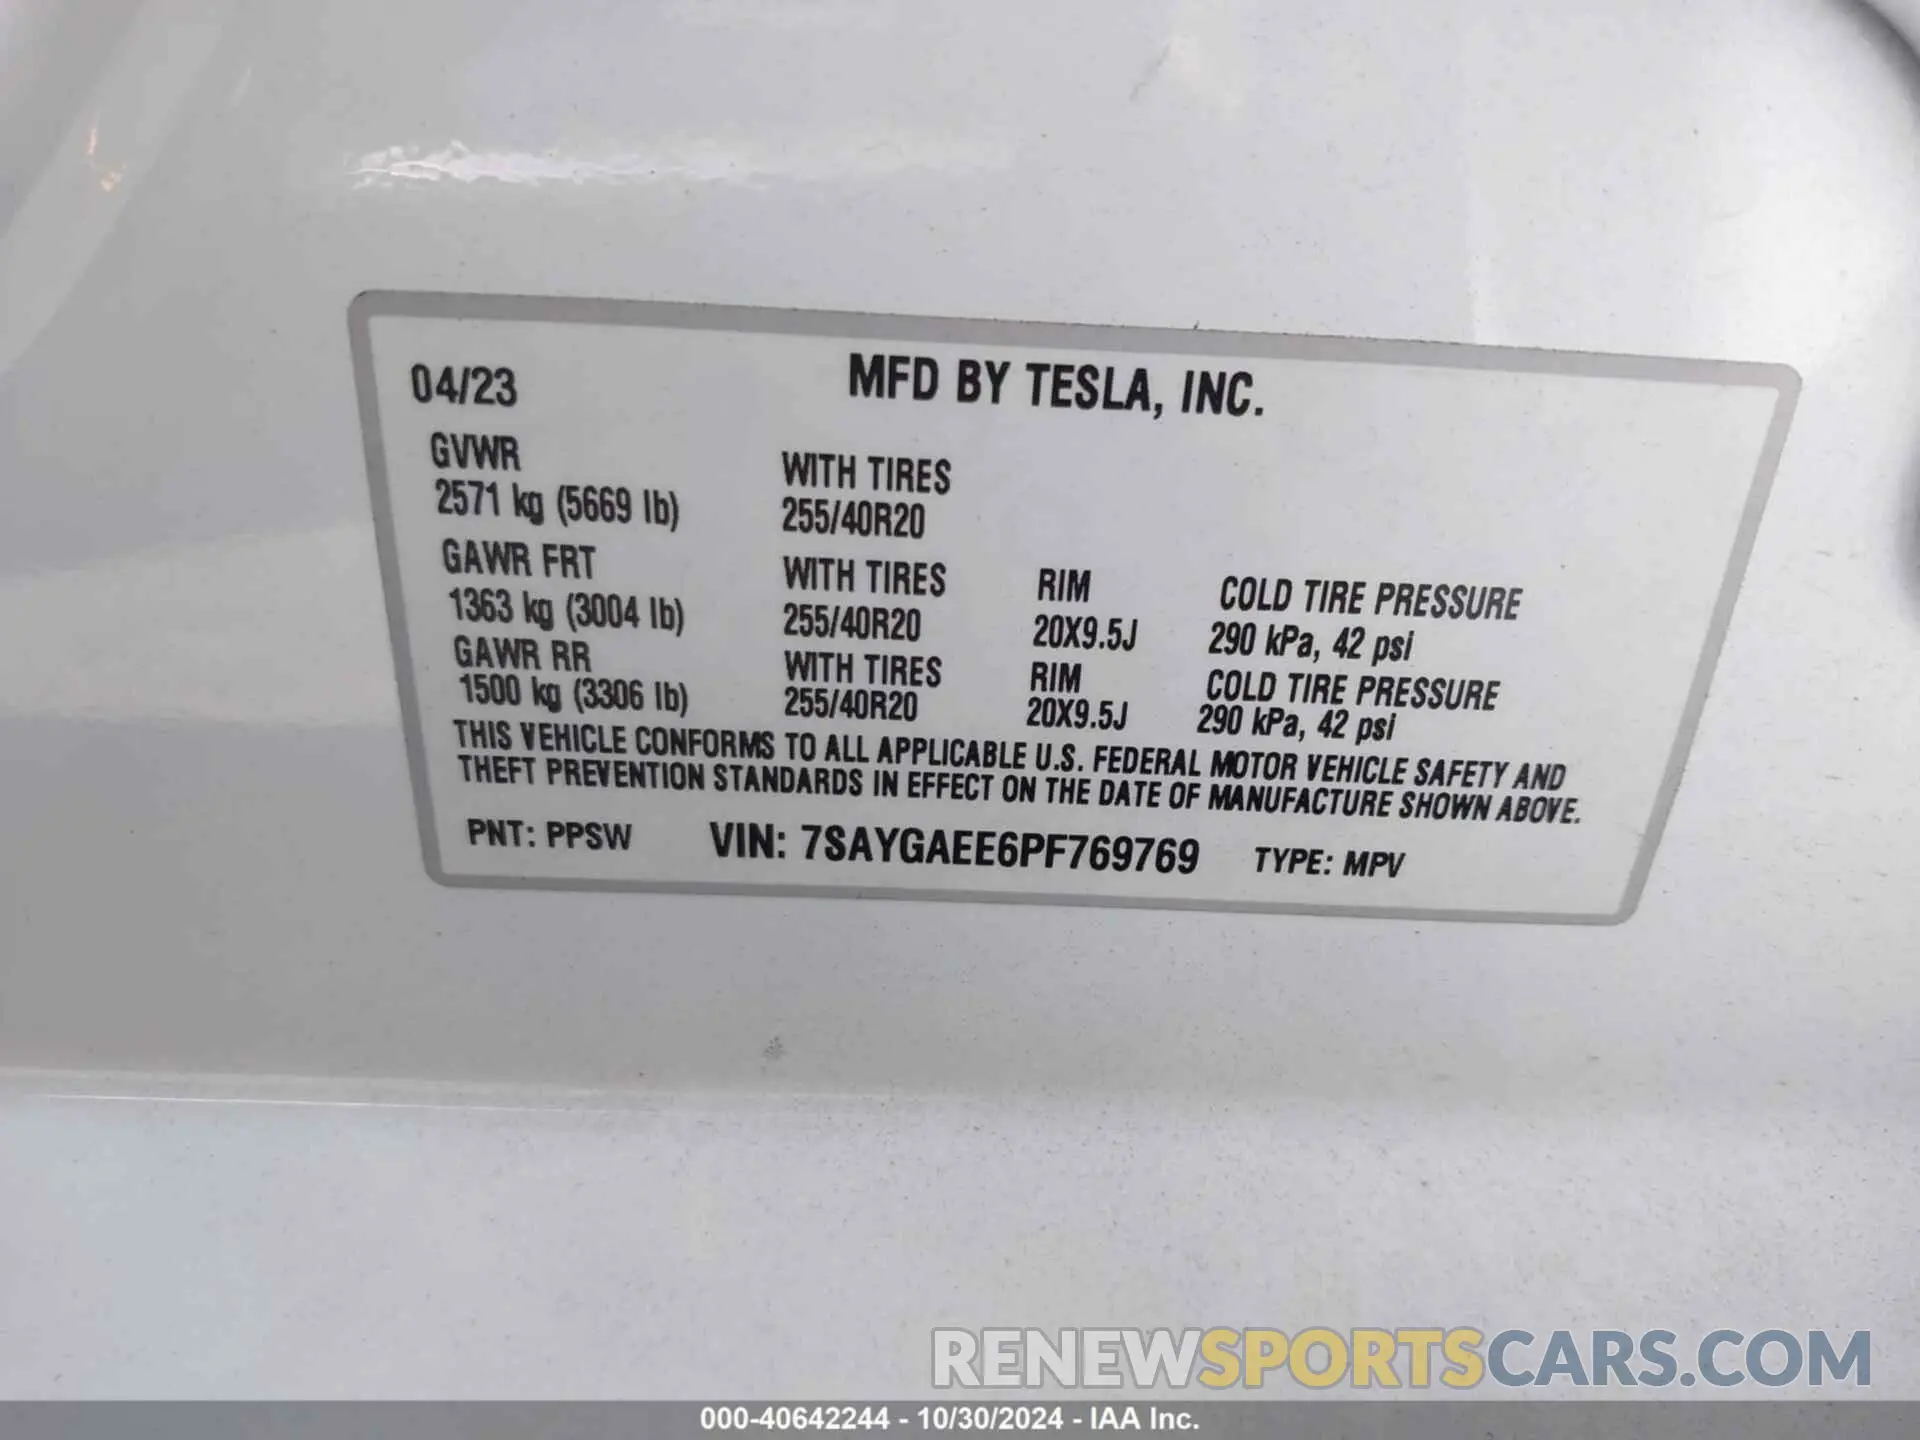 04/23 MFD BY TESLA, INC.
GVWR WITH TIRES
2571 kg (5669 lb) 255/40R20
GAWR FRT WITH TIRES RIM COLD TIRE PRESSURE
1363 kg (3004 lb) 255/40R20 20X9.5J 290 kPa, 42 psi
GAWR RR WITH TIRES RIM COLD TIRE PRESSURE
1500 kg (3306 lb) 255/40R20 20X9.5J 290 kPa, 42 psi
THIS VEHICLE CONFORMS TO ALL APPLICABLE U.S. FEDERAL MOTOR VEHICLE SAFETY AND
THEFT PREVENTION STANDARDS IN EFFECT ON THE DATE OF MANUFACTURE SHOWN ABOVE.
PNT: PPSW VIN: 7SAYGAEE6PF769769 TYPE: MPV
RENEWSPORTSCARS.COM
000-40642244 - 10/30/2024 - IAA Inc.